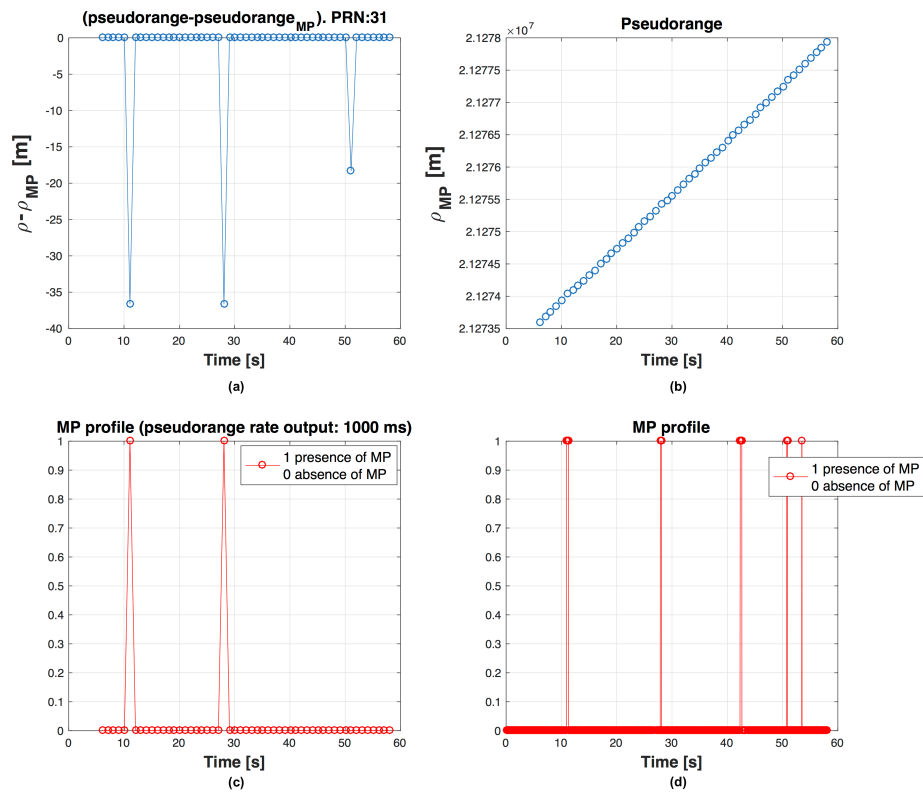 (pseudorange-pseudorange_MP). PRN:31
0
-5
-10
-15
-20
-25
-30
-35
-40
ρ - ρ_MP [m]
0 10 20 30 40 50 60
Time [s]
(a)
Pseudorange
×10^7
2.1278
2.12775
2.1277
2.12765
2.1276
2.12755
2.1275
2.12745
2.1274
2.12735
ρ_MP [m]
0 10 20 30 40 50 60
Time [s]
(b)
MP profile (pseudorange rate output: 1000 ms)
1
0.9
0.8
0.7
0.6
0.5
0.4
0.3
0.2
0.1
0
1 presence of MP
0 absence of MP
0 10 20 30 40 50 60
Time [s]
(c)
MP profile
1
0.9
0.8
0.7
0.6
0.5
0.4
0.3
0.2
0.1
0
1 presence of MP
0 absence of MP
0 10 20 30 40 50 60
Time [s]
(d)